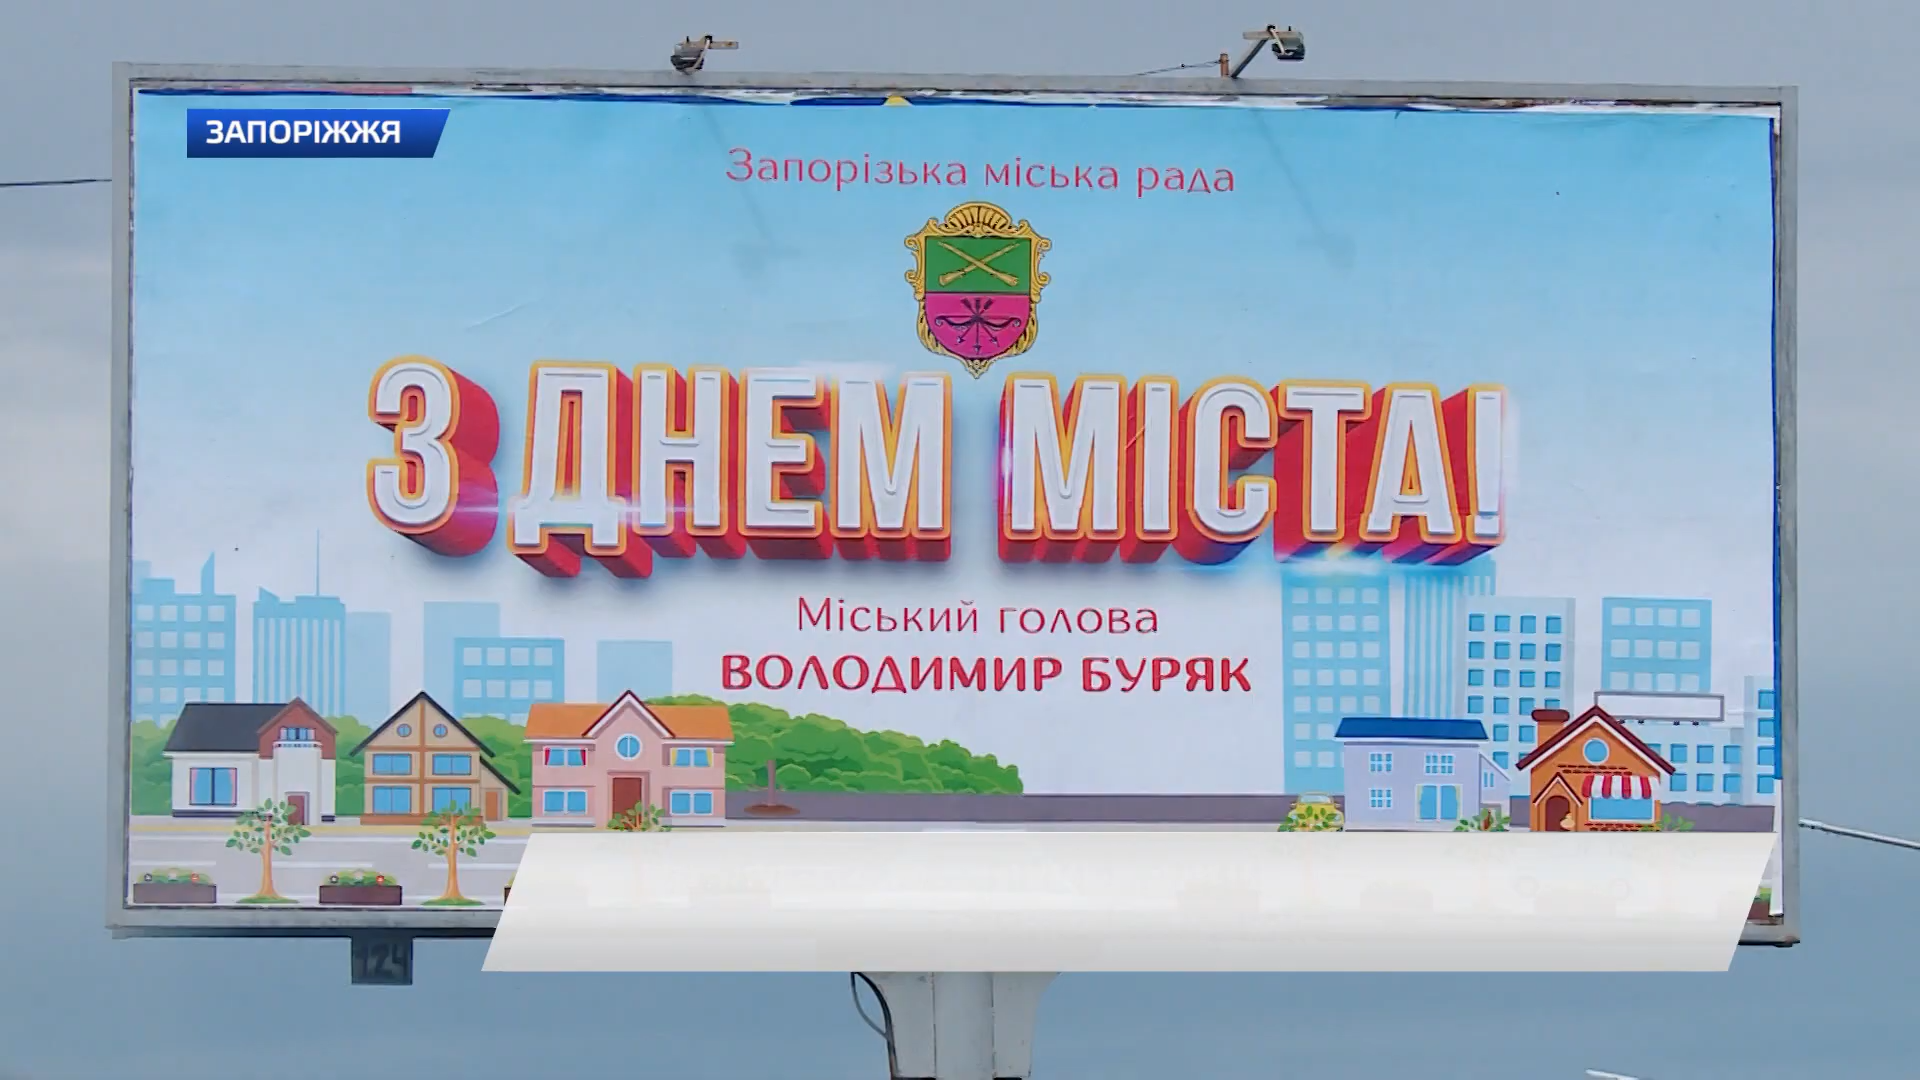 ЗАПОРІЖЖЯ
Запорізька міська рада
З ДНЕМ МІСТА!
Міський голова
ВОЛОДИМИР БУРЯК
124